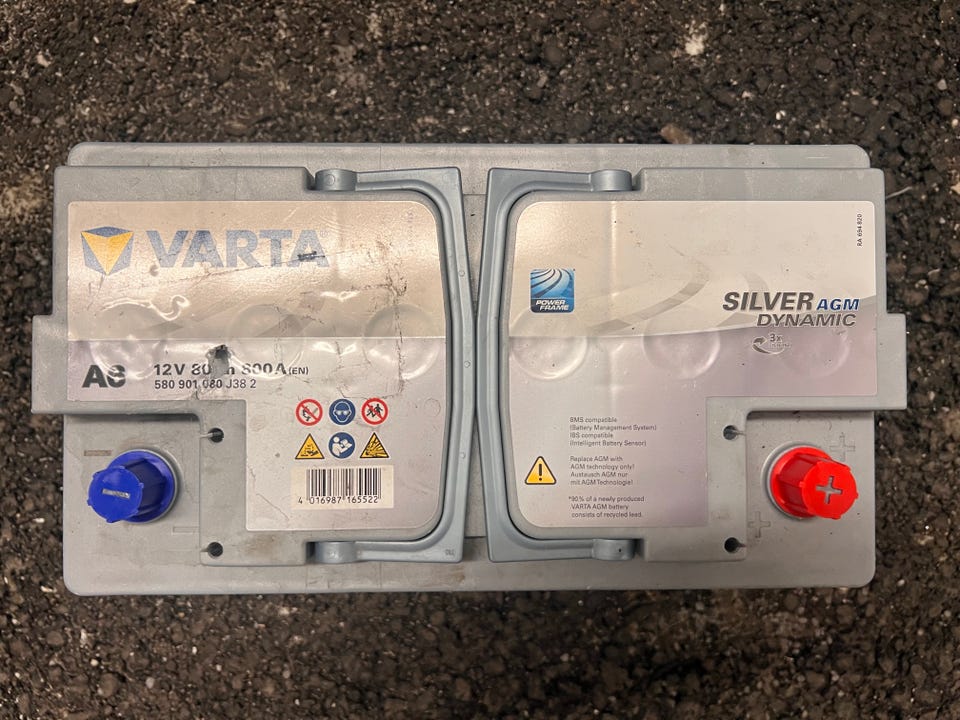 VARTA
A6
12V 80Ah 800A (EN)
580 901 080 J38 2
4 016987 165522
RA 694 820
POWER
FRAME
SILVER AGM
DYNAMIC
3x
BMS compatible
(Battery Management System)
IBS compatible
(Intelligent Battery Sensor)
Replace AGM with
AGM technology only!
Austausch AGM nur
mit AGM Technologie!
*90% of a newly produced
VARTA AGM battery
consists of recycled lead.